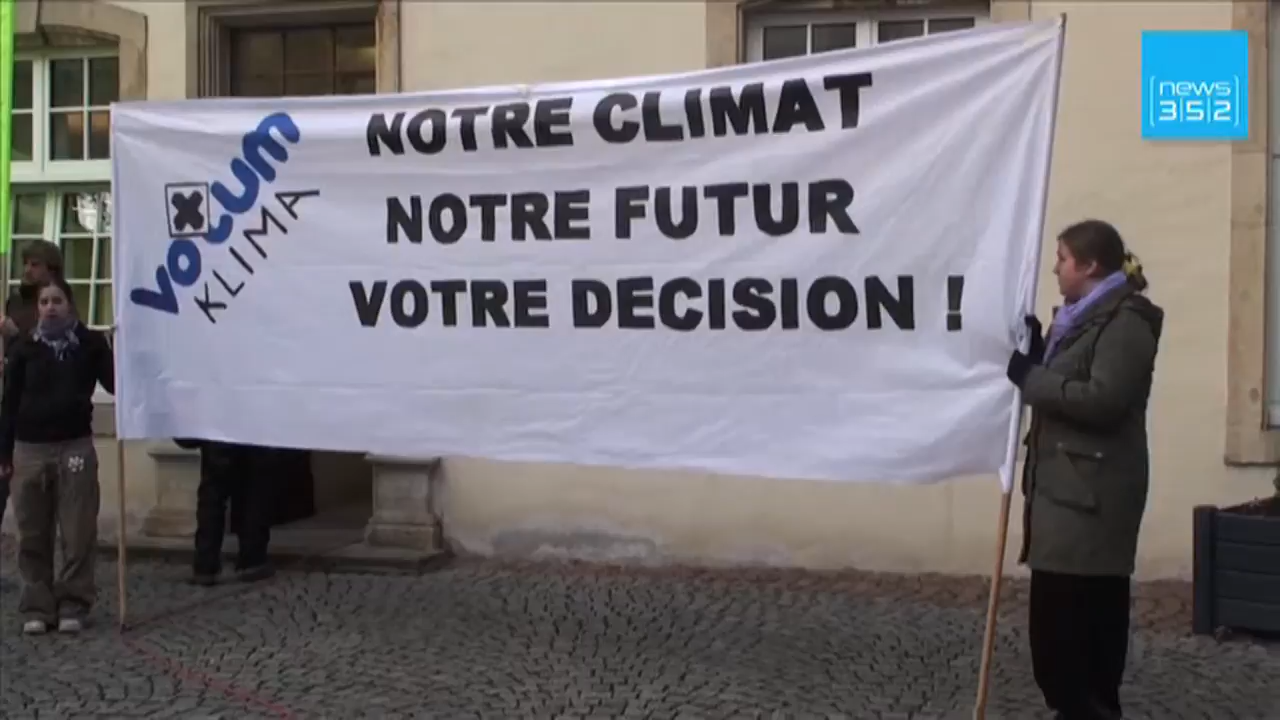 votum
KLIMA
NOTRE CLIMAT
NOTRE FUTUR
VOTRE DECISION !
news
352